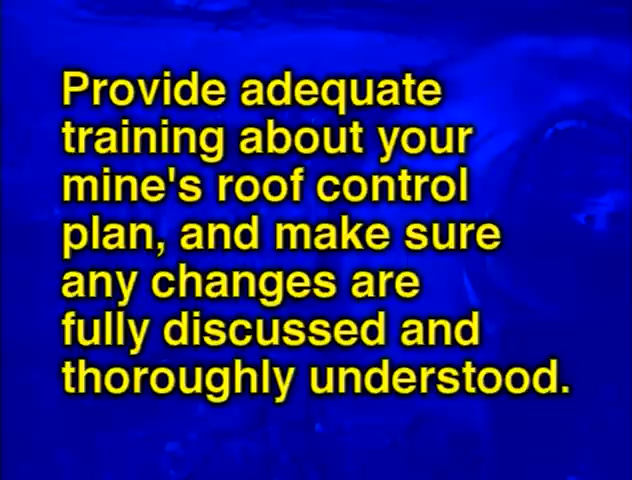 Provide adequate
training about your
mine's roof control
plan, and make sure
any changes are
fully discussed and
thoroughly understood.